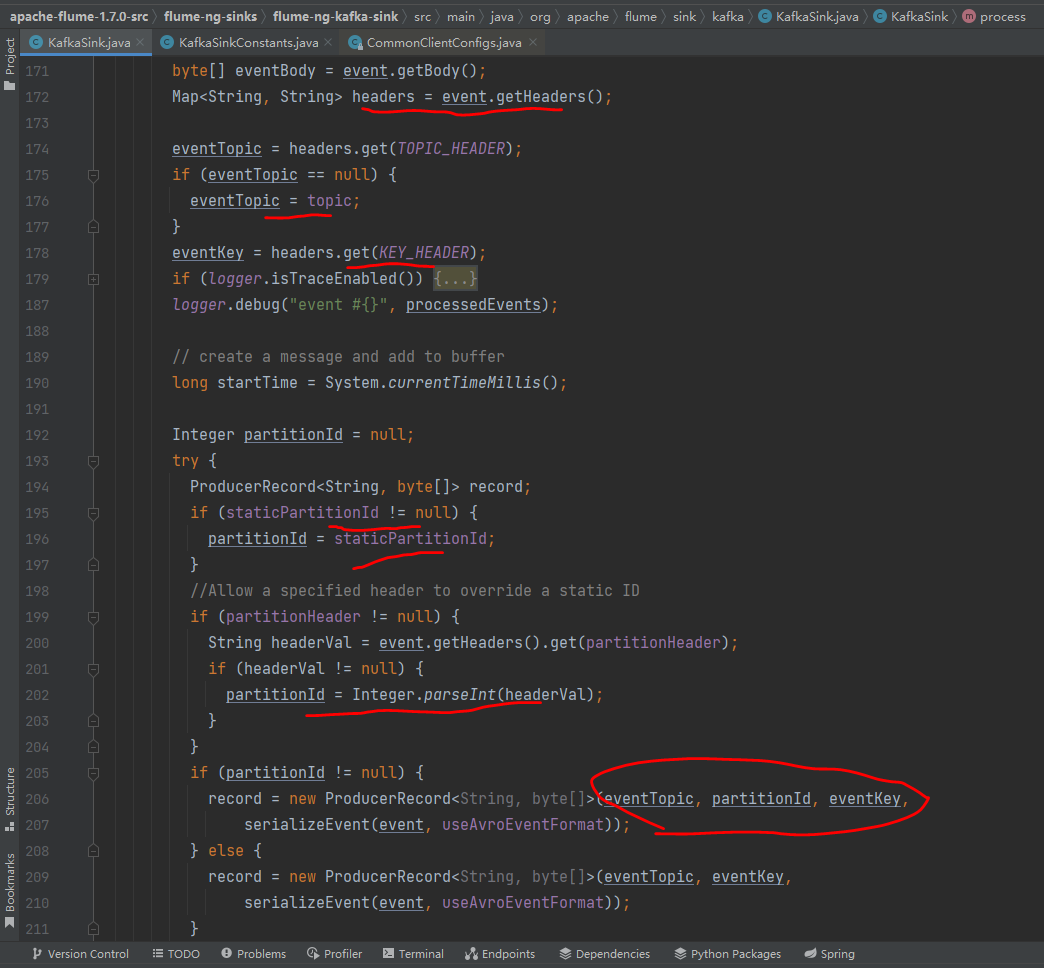 apache-flume-1.7.0-src 〉 flume-ng-sinks 〉 flume-ng-kafka-sink 〉 src 〉 main 〉 java 〉 org 〉 apache 〉 flume 〉 sink 〉 kafka 〉 KafkaSink.java 〉 KafkaSink 〉 process
KafkaSink.java × KafkaSinkConstants.java × CommonClientConfigs.java ×
Project
171 byte[] eventBody = event.getBody();
172 Map<String, String> headers = event.getHeaders();
173
174 eventTopic = headers.get(TOPIC_HEADER);
175 if (eventTopic == null) {
176 eventTopic = topic;
177 }
178 eventKey = headers.get(KEY_HEADER);
179 if (logger.isTraceEnabled()) {...}
187 logger.debug("event #{}", processedEvents);
188
189 // create a message and add to buffer
190 long startTime = System.currentTimeMillis();
191
192 Integer partitionId = null;
193 try {
194 ProducerRecord<String, byte[]> record;
195 if (staticPartitionId != null) {
196 partitionId = staticPartitionId;
197 }
198 //Allow a specified header to override a static ID
199 if (partitionHeader != null) {
200 String headerVal = event.getHeaders().get(partitionHeader);
201 if (headerVal != null) {
202 partitionId = Integer.parseInt(headerVal);
203 }
204 }
205 if (partitionId != null) {
206 record = new ProducerRecord<String, byte[]>(eventTopic, partitionId, eventKey,
207 serializeEvent(event, useAvroEventFormat));
208 } else {
209 record = new ProducerRecord<String, byte[]>(eventTopic, eventKey,
210 serializeEvent(event, useAvroEventFormat));
211 }
Structure
Bookmarks
Version Control TODO Problems Profiler Terminal Endpoints Dependencies Python Packages Spring